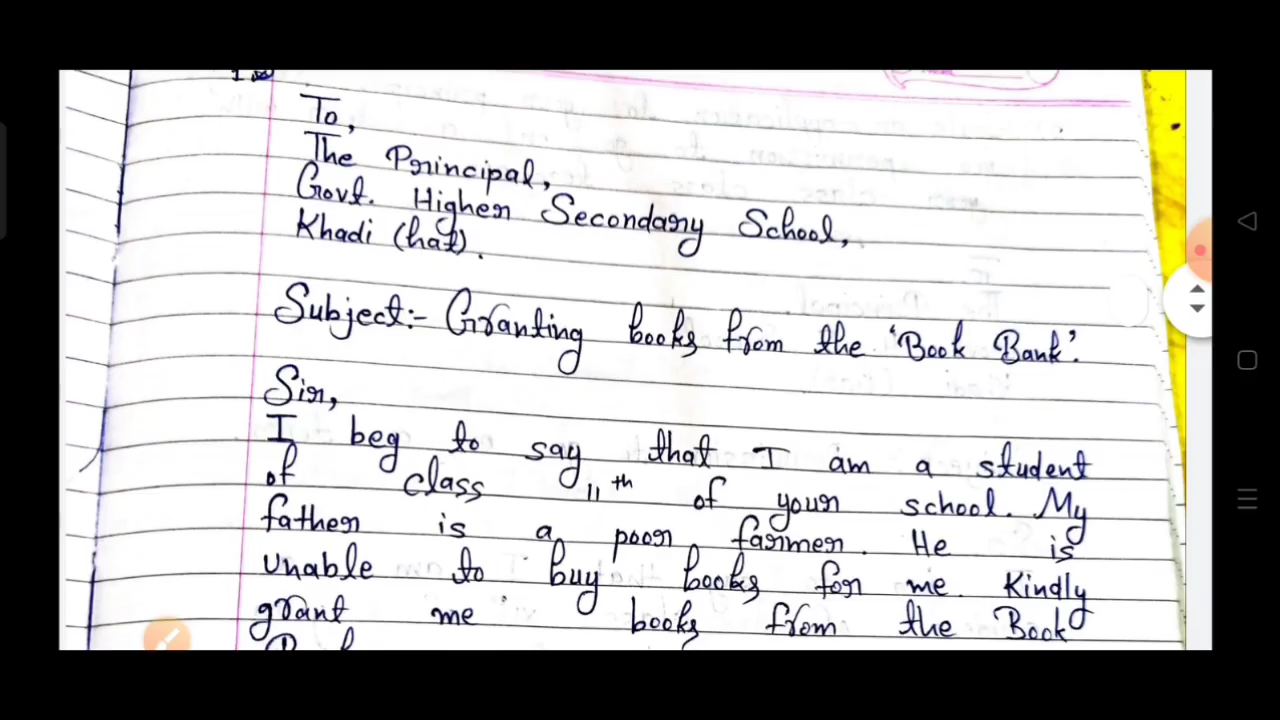 To,
The Principal,
Govt. Higher Secondary School,
Khadi (hat).
Subject:- Granting books from the 'Book Bank'.
Sir,
I beg to say that I am a student
of class 11th of your school. My
father is a poor farmer. He is
unable to buy books for me. Kindly
grant me books from the Book